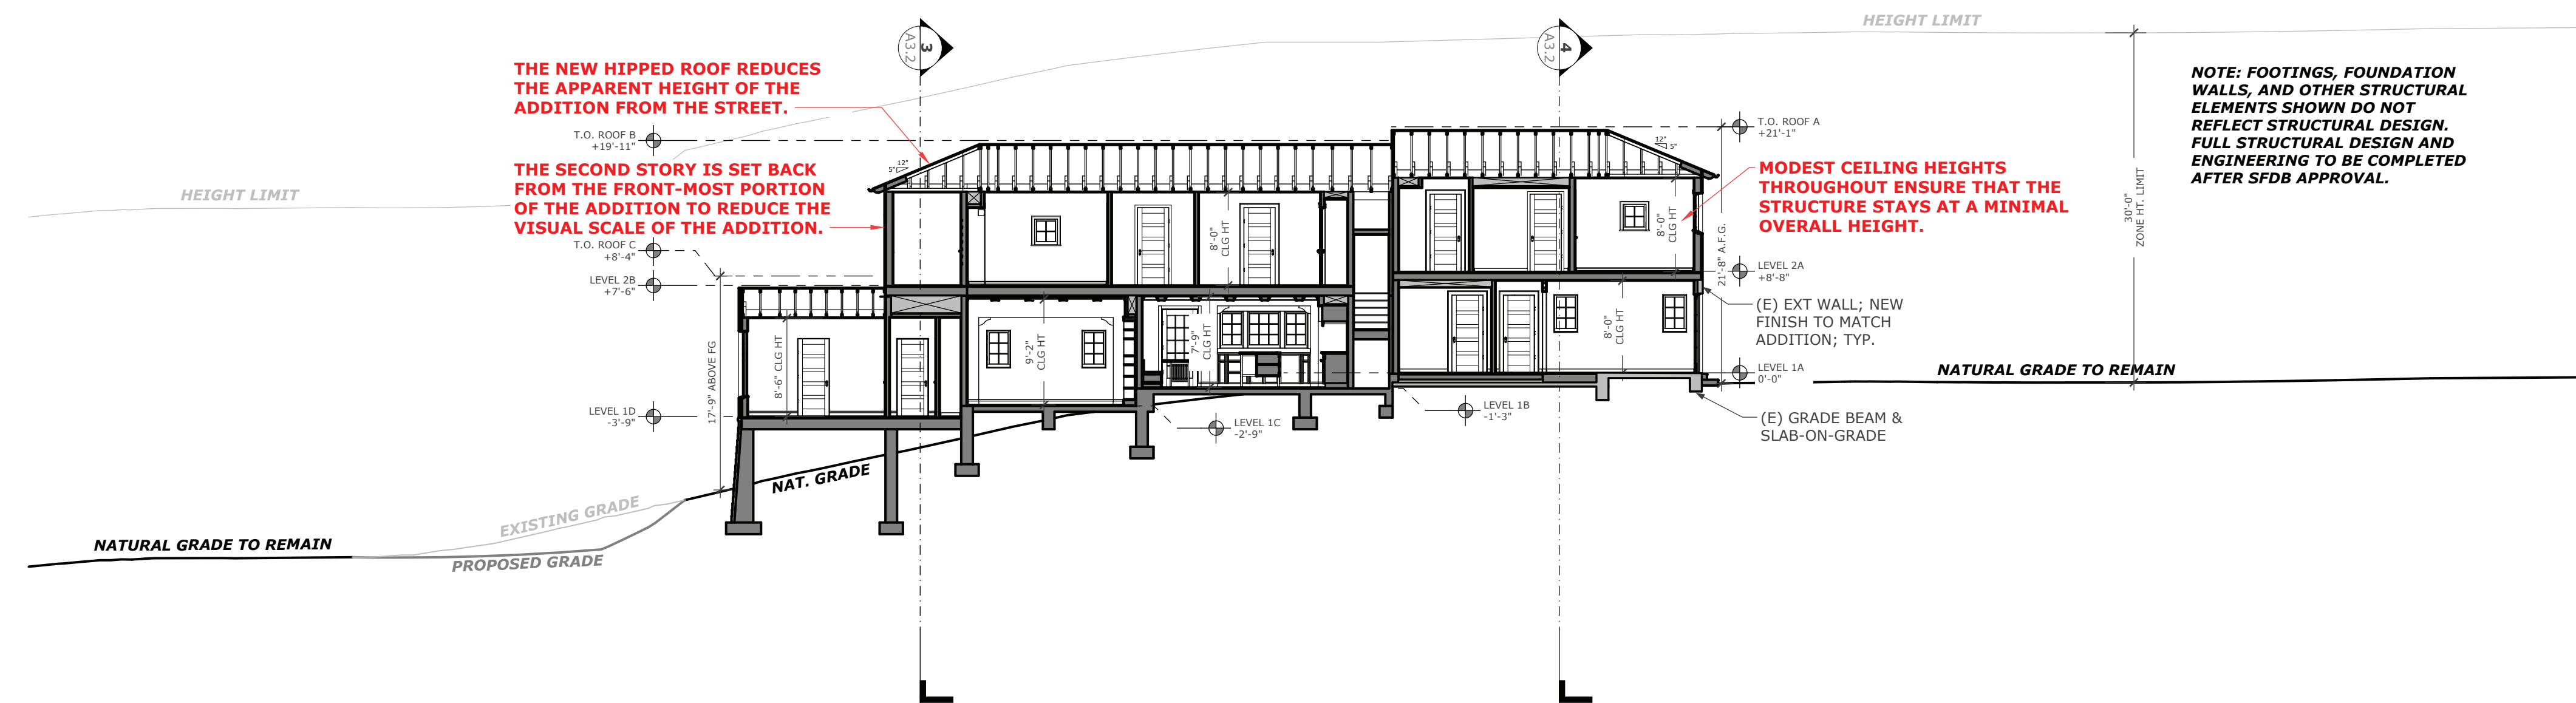 HEIGHT LIMIT
3
A3.2
4
A3.2
THE NEW HIPPED ROOF REDUCES
THE APPARENT HEIGHT OF THE
ADDITION FROM THE STREET.
NOTE: FOOTINGS, FOUNDATION
WALLS, AND OTHER STRUCTURAL
ELEMENTS SHOWN DO NOT
REFLECT STRUCTURAL DESIGN.
FULL STRUCTURAL DESIGN AND
ENGINEERING TO BE COMPLETED
AFTER SFDB APPROVAL.
T.O. ROOF B
+19'-11"
T.O. ROOF A
+21'-1"
12"
5"
12"
5"
THE SECOND STORY IS SET BACK
FROM THE FRONT-MOST PORTION
OF THE ADDITION TO REDUCE THE
VISUAL SCALE OF THE ADDITION.
MODEST CEILING HEIGHTS
THROUGHOUT ENSURE THAT THE
STRUCTURE STAYS AT A MINIMAL
OVERALL HEIGHT.
HEIGHT LIMIT
30'-0"
ZONE HT. LIMIT
8'-0"
CLG HT
8'-0"
CLG HT
21'-8" A.F.G.
T.O. ROOF C
+8'-4"
LEVEL 2B
+7'-6"
LEVEL 2A
+8'-8"
(E) EXT WALL; NEW
FINISH TO MATCH
ADDITION; TYP.
17'-9" ABOVE FG
8'-6" CLG HT
9'-2"
CLG HT
7'-9"
CLG HT
8'-0"
CLG HT
LEVEL 1A
0'-0"
NATURAL GRADE TO REMAIN
LEVEL 1D
-3'-9"
LEVEL 1C
-2'-9"
LEVEL 1B
-1'-3"
(E) GRADE BEAM &
SLAB-ON-GRADE
NAT. GRADE
EXISTING GRADE
NATURAL GRADE TO REMAIN
PROPOSED GRADE